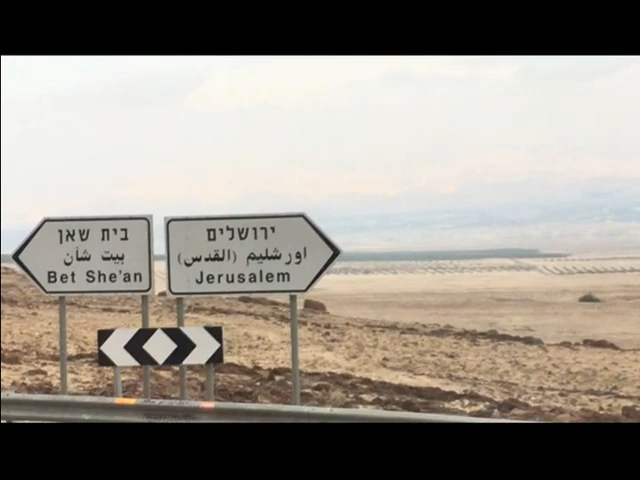 בית שאן
بيت شأن
Bet She'an
ירושלים
اورشليم (القدس)
Jerusalem